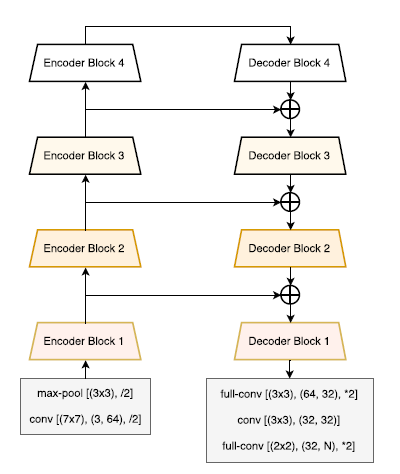 Encoder Block 4
Decoder Block 4
Encoder Block 3
Decoder Block 3
Encoder Block 2
Decoder Block 2
Encoder Block 1
Decoder Block 1
max-pool [(3x3), /2]
conv [(7x7), (3, 64), /2]
full-conv [(3x3), (64, 32), *2]
conv [(3x3), (32, 32)]
full-conv [(2x2), (32, N), *2]